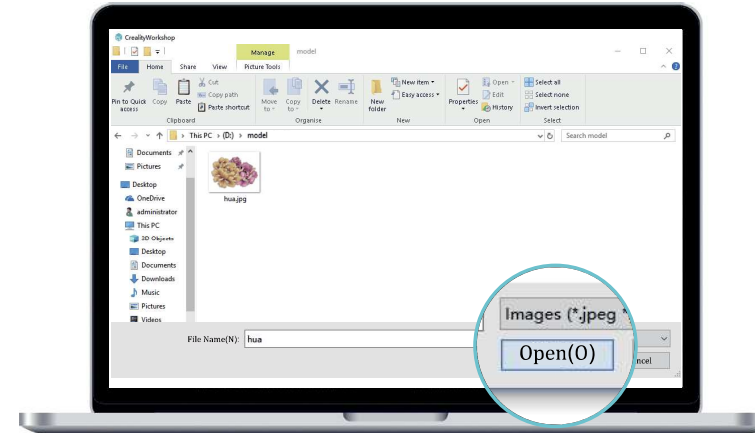 CrealityWorkshop
Manage model
File Home Share View Picture Tools
Pin to Quick access Copy Paste Cut Copy path Paste shortcut Move to Copy to Delete Rename New folder New item Easy access Properties Open Edit History Select all Select none Invert selection
Clipboard Organise New Open Select
This PC > (D:) > model Search model
Documents
Pictures
Desktop
OneDrive
administrator
This PC
3D Objects
Desktop
Documents
Downloads
Music
Pictures
Videos
hua.jpg
Images (*.jpeg *
File Name(N): hua
Open(O)
ncel